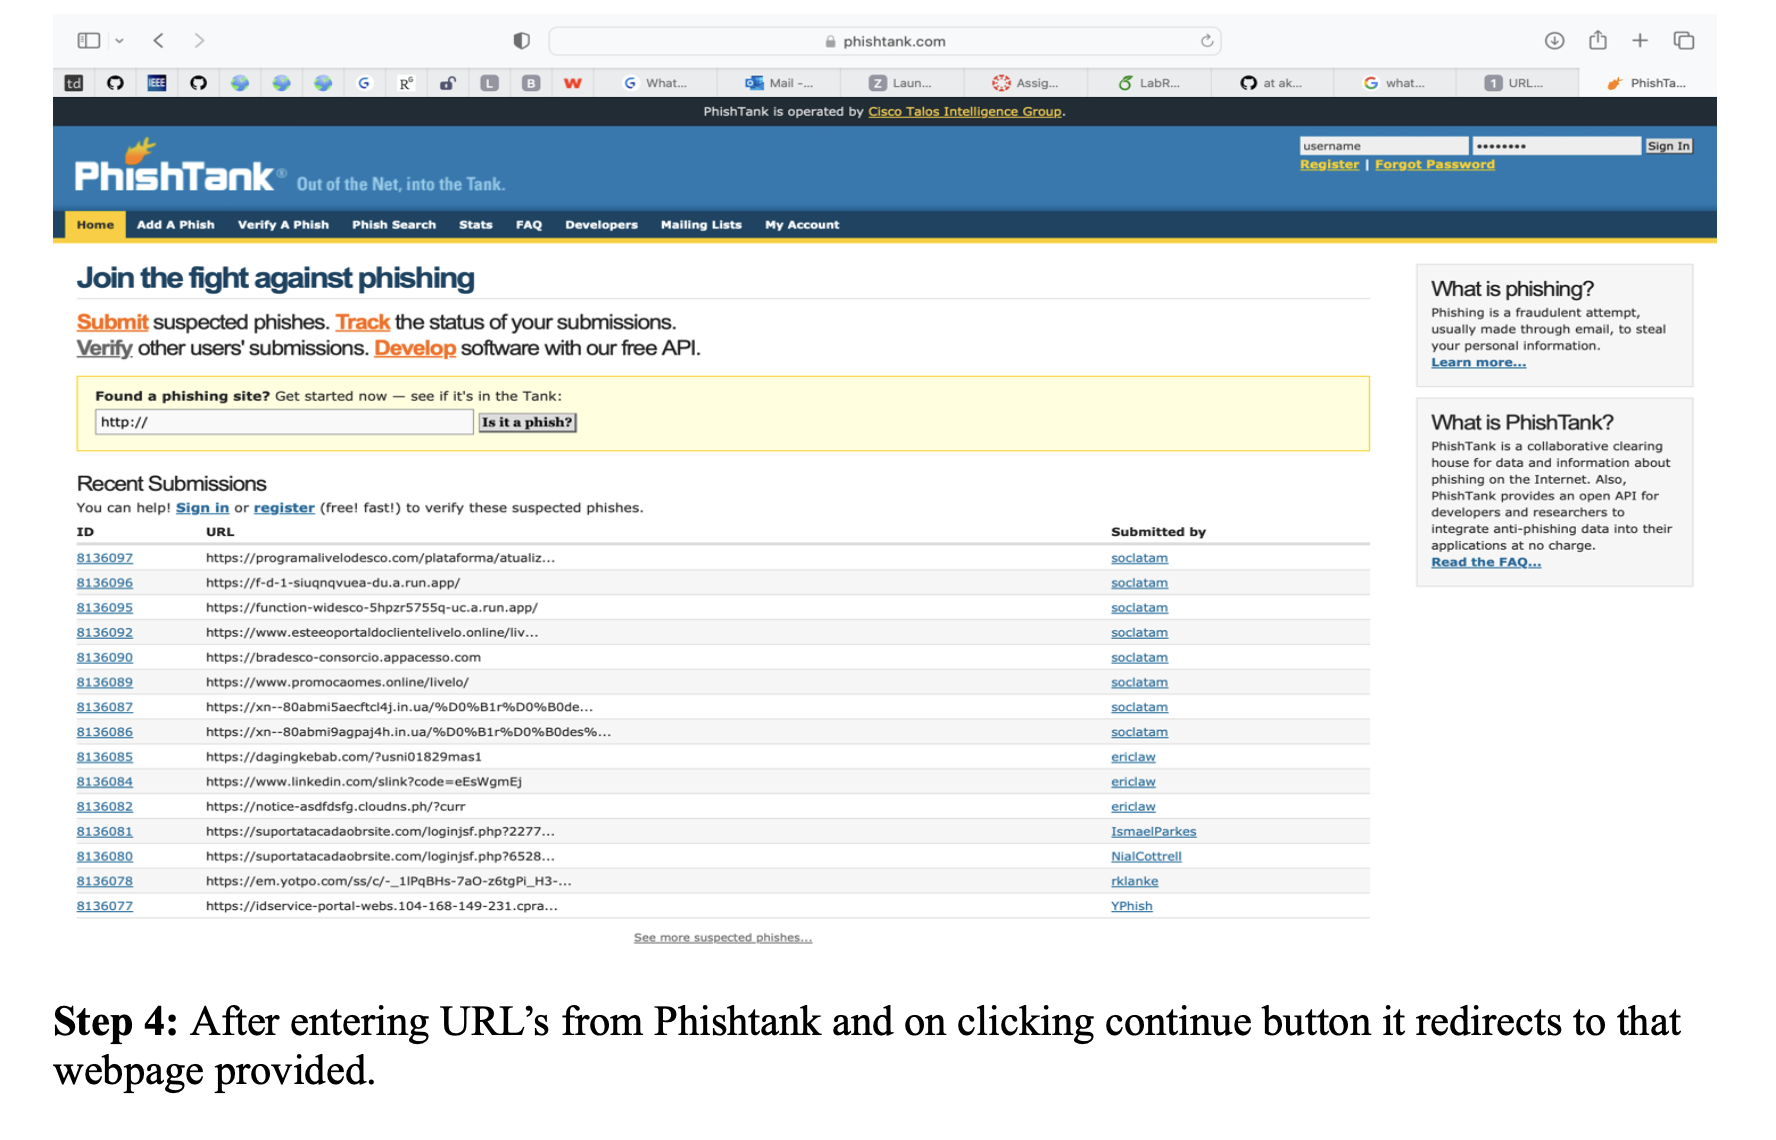 phishtank.com
td IEEE G R⁶ L B W What... Mail -... Z Laun... Assig... LabR... at ak... what... 1 URL... PhishTa...
PhishTank is operated by Cisco Talos Intelligence Group.
username •••••••• Sign In
Register | Forgot Password
PhishTank® Out of the Net, into the Tank.
Home Add A Phish Verify A Phish Phish Search Stats FAQ Developers Mailing Lists My Account
Join the fight against phishing
Submit suspected phishes. Track the status of your submissions.
Verify other users' submissions. Develop software with our free API.
Found a phishing site? Get started now — see if it's in the Tank:
http:// Is it a phish?
Recent Submissions
You can help! Sign in or register (free! fast!) to verify these suspected phishes.
ID URL Submitted by
8136097 https://programalivelodesco.com/plataforma/atualiz... soclatam
8136096 https://f-d-1-siuqnqvuea-du.a.run.app/ soclatam
8136095 https://function-widesco-5hpzr5755q-uc.a.run.app/ soclatam
8136092 https://www.esteeoportaldoclientelivelo.online/liv... soclatam
8136090 https://bradesco-consorcio.appacesso.com soclatam
8136089 https://www.promocaomes.online/livelo/ soclatam
8136087 https://xn--80abmi5aecftcl4j.in.ua/%D0%B1r%D0%B0de... soclatam
8136086 https://xn--80abmi9agpaj4h.in.ua/%D0%B1r%D0%B0des%... soclatam
8136085 https://dagingkebab.com/?usni01829mas1 ericlaw
8136084 https://www.linkedin.com/slink?code=eEsWgmEj ericlaw
8136082 https://notice-asdfdsfg.cloudns.ph/?curr ericlaw
8136081 https://suportatacadaobrsite.com/loginjsf.php?2277... IsmaelParkes
8136080 https://suportatacadaobrsite.com/loginjsf.php?6528... NialCottrell
8136078 https://em.yotpo.com/ss/c/-_1lPqBHs-7aO-z6tgPi_H3-... rklanke
8136077 https://idservice-portal-webs.104-168-149-231.cpra... YPhish
See more suspected phishes...
What is phishing?
Phishing is a fraudulent attempt,
usually made through email, to steal
your personal information.
Learn more...
What is PhishTank?
PhishTank is a collaborative clearing
house for data and information about
phishing on the Internet. Also,
PhishTank provides an open API for
developers and researchers to
integrate anti-phishing data into their
applications at no charge.
Read the FAQ...
Step 4: After entering URL’s from Phishtank and on clicking continue button it redirects to that
webpage provided.